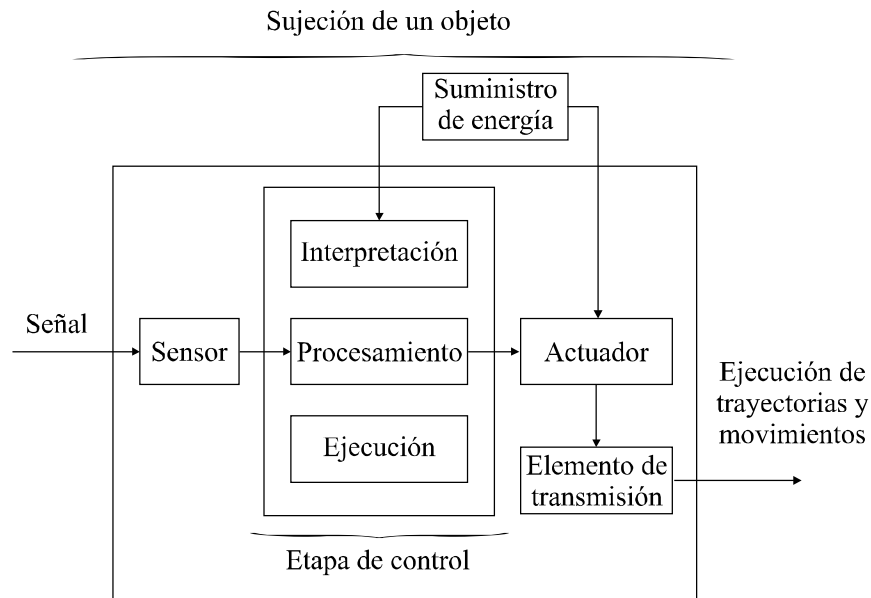 Sujeción de un objeto
Suministro
de energía
Interpretación
Señal
Sensor
Procesamiento
Actuador
Ejecución de
trayectorias y
movimientos
Ejecución
Elemento de
transmisión
Etapa de control